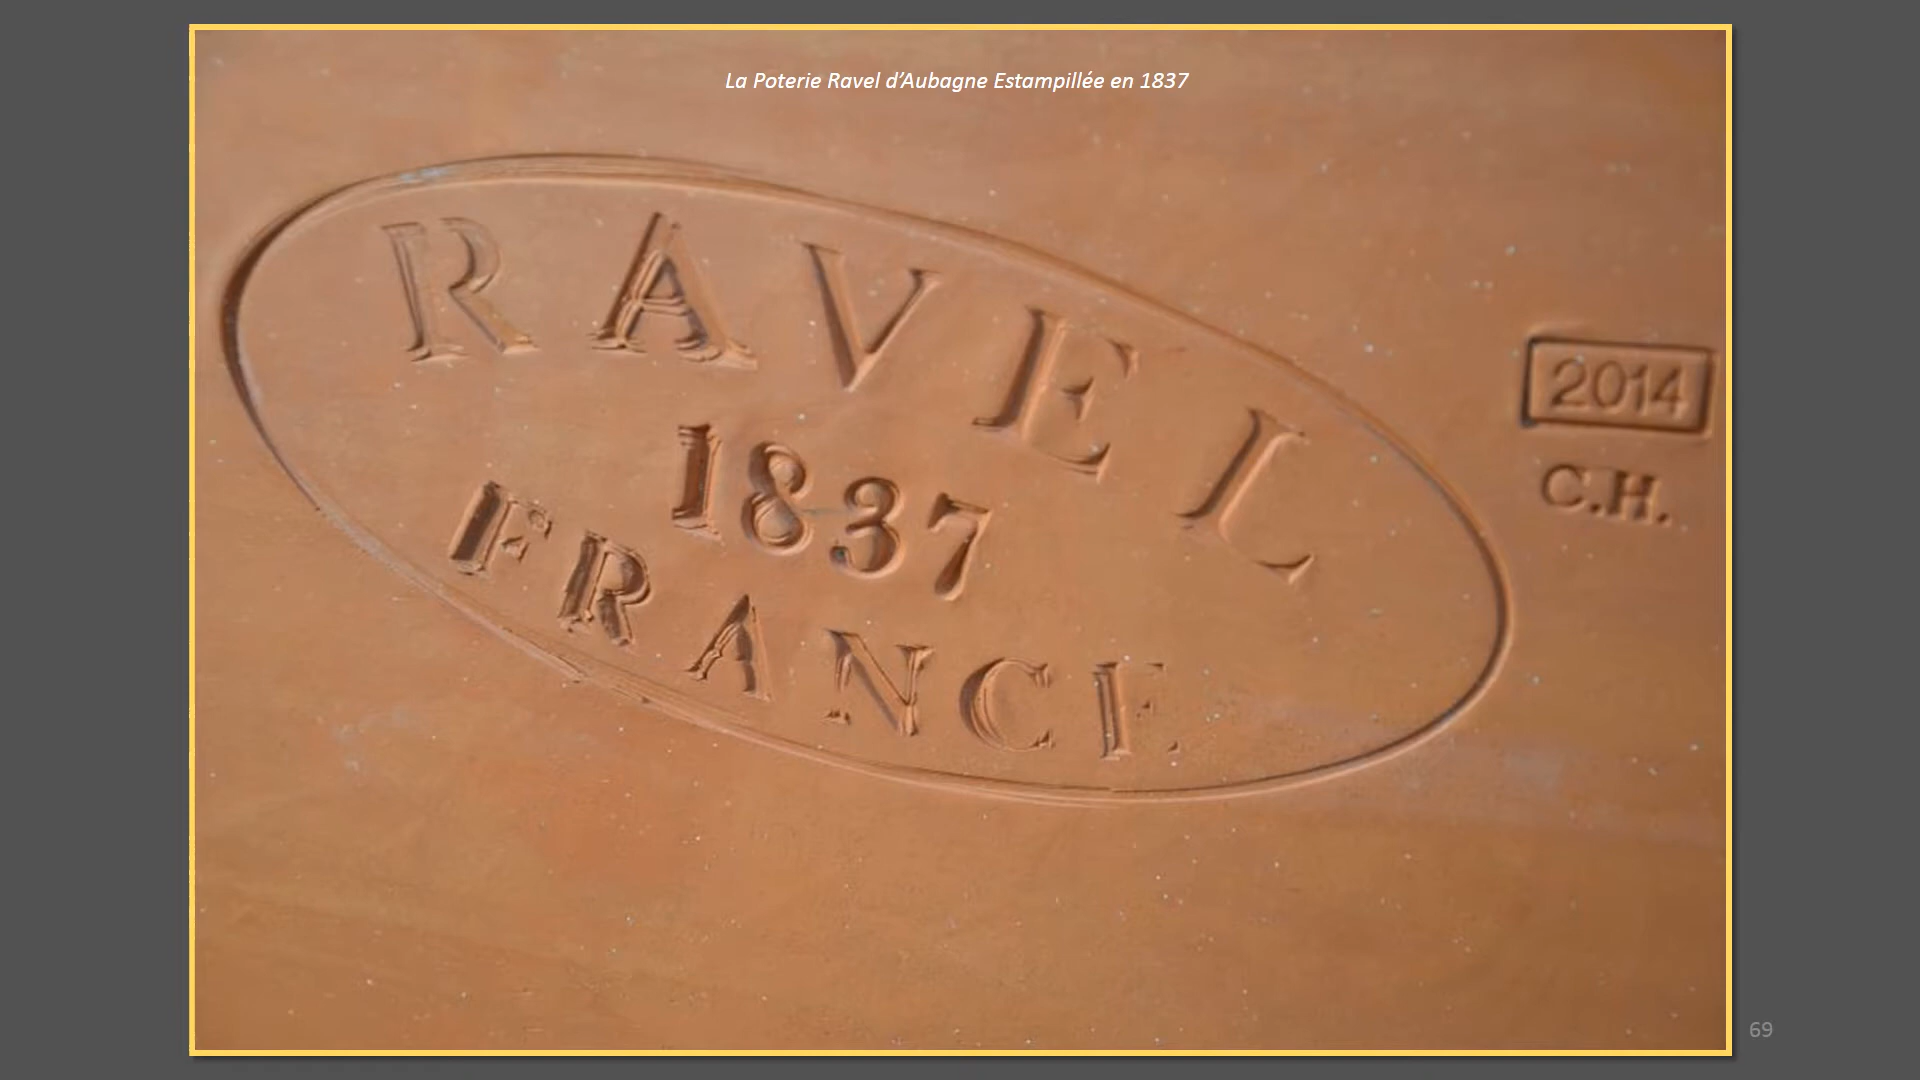 La Poterie Ravel d’Aubagne Estampillée en 1837
RAVEL
1837
FRANCE
2014
C.H.
69